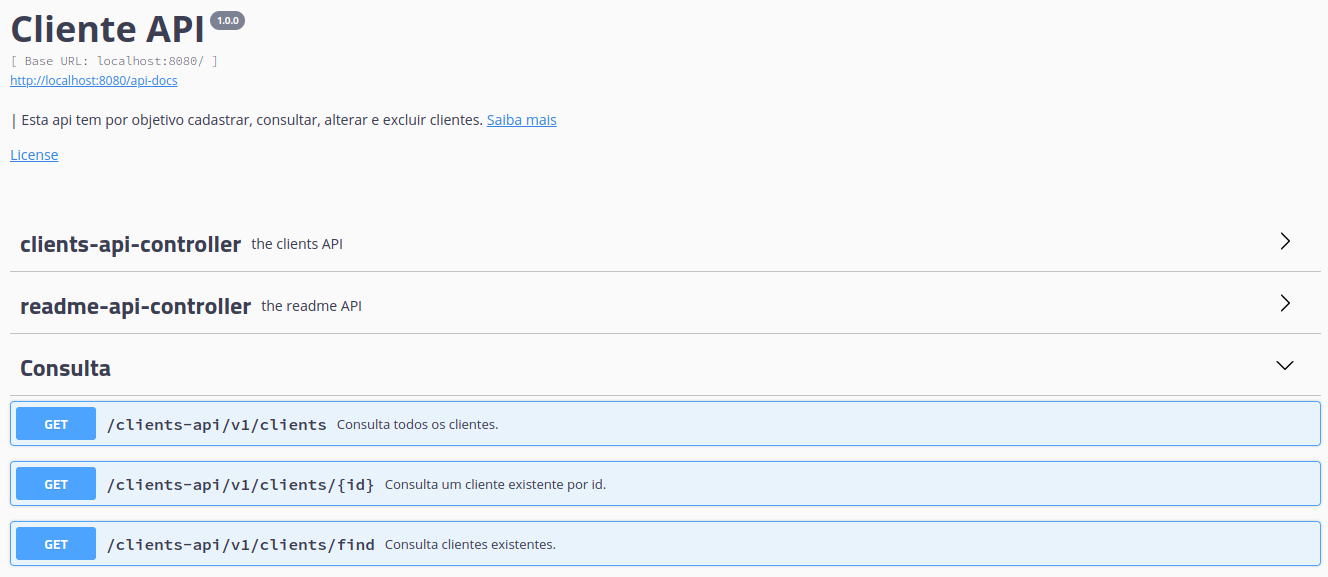 Cliente API 1.0.0
[ Base URL: localhost:8080/ ]
http://localhost:8080/api-docs
| Esta api tem por objetivo cadastrar, consultar, alterar e excluir clientes. Saiba mais
License
clients-api-controller the clients API
readme-api-controller the readme API
Consulta
GET /clients-api/v1/clients Consulta todos os clientes.
GET /clients-api/v1/clients/{id} Consulta um cliente existente por id.
GET /clients-api/v1/clients/find Consulta clientes existentes.